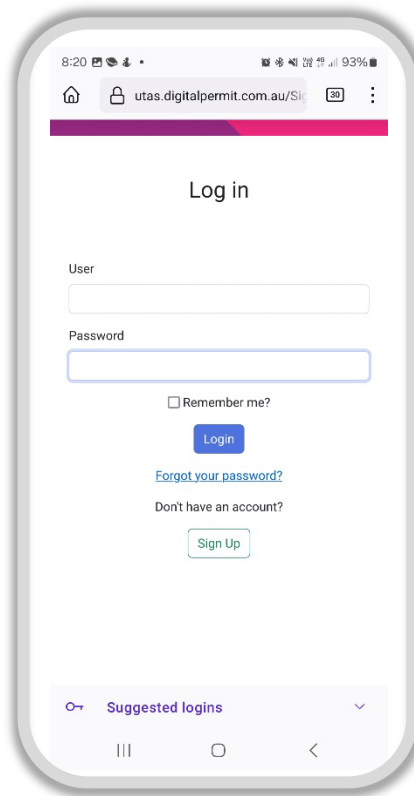 8:20
93%
utas.digitalpermit.com.au/Sig
30
Log in
User
Password
Remember me?
Login
Forgot your password?
Don't have an account?
Sign Up
Suggested logins